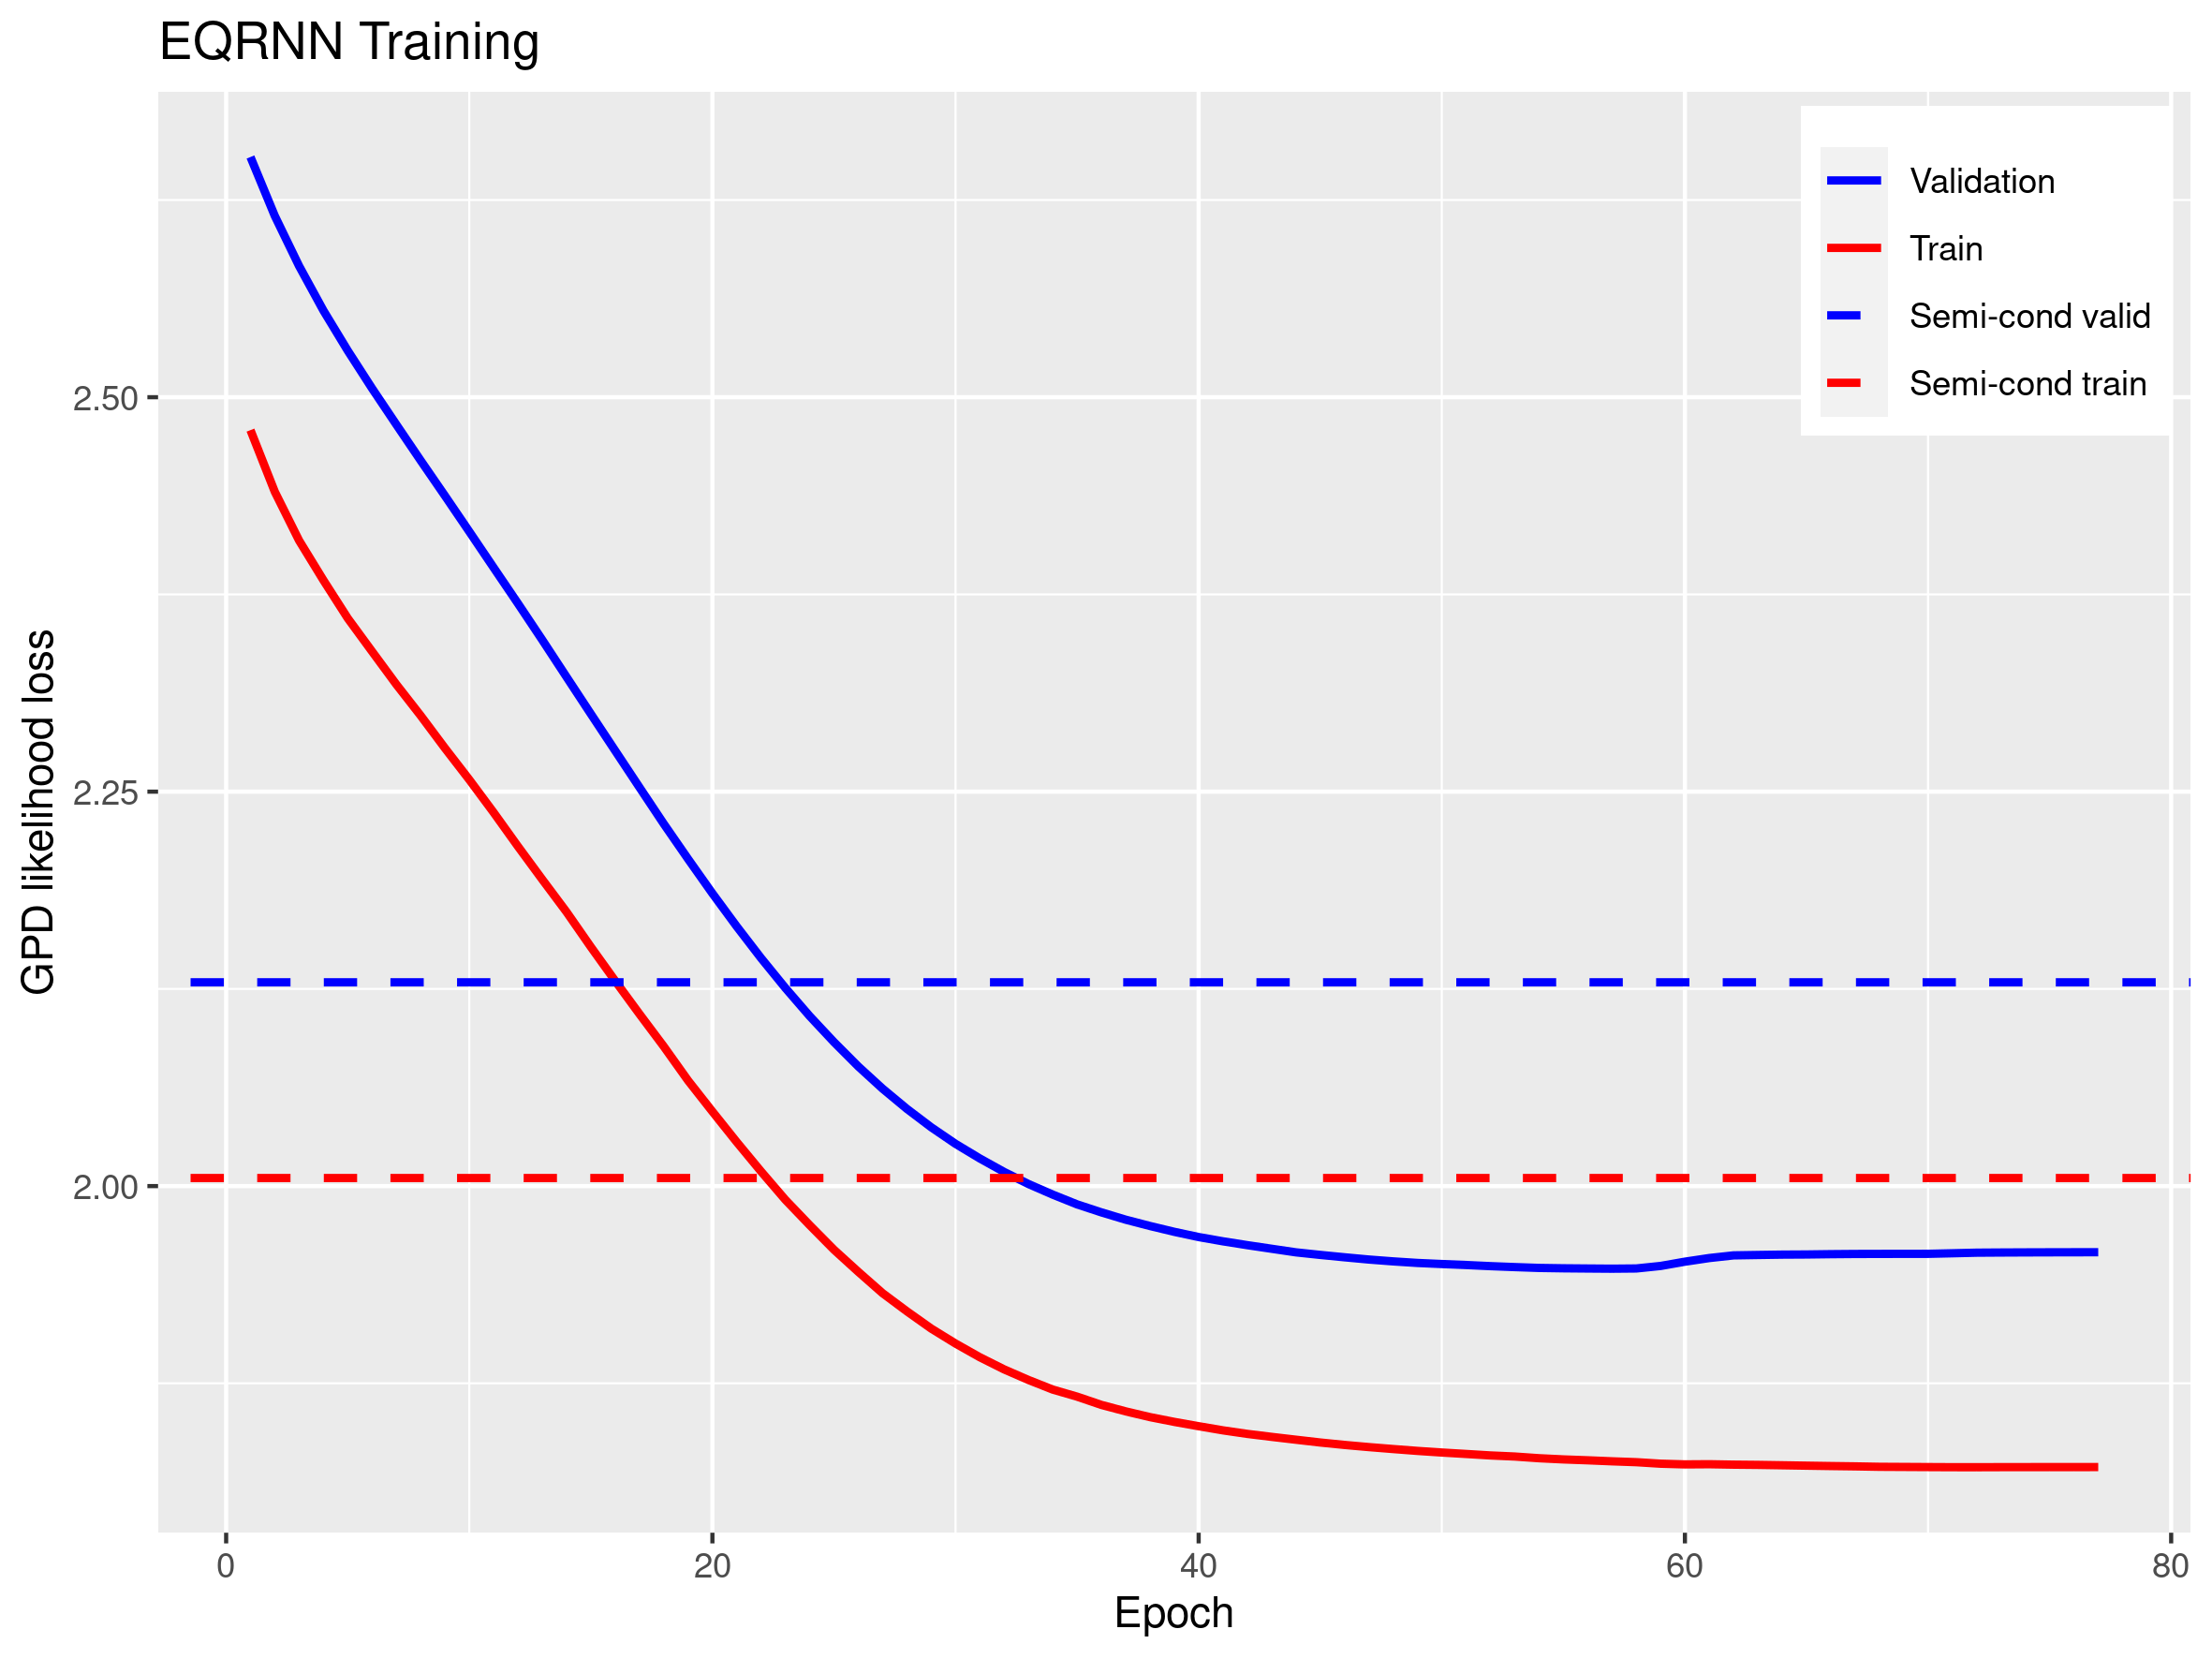 EQRNN Training
Validation
Train
Semi-cond valid
Semi-cond train
GPD likelihood loss
2.50
2.25
2.00
0 20 40 60 80
Epoch